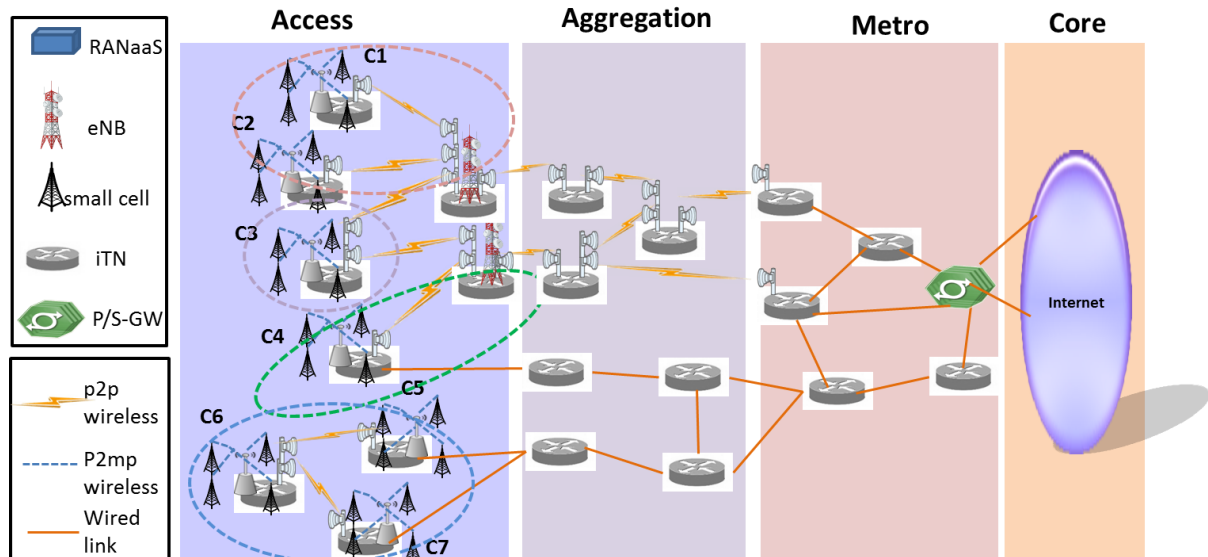 Access
Aggregation
Metro
Core
RANaaS
eNB
small cell
iTN
P/S-GW
p2p
wireless
P2mp
wireless
Wired
link
C1
C2
C3
C4
C5
C6
C7
Internet